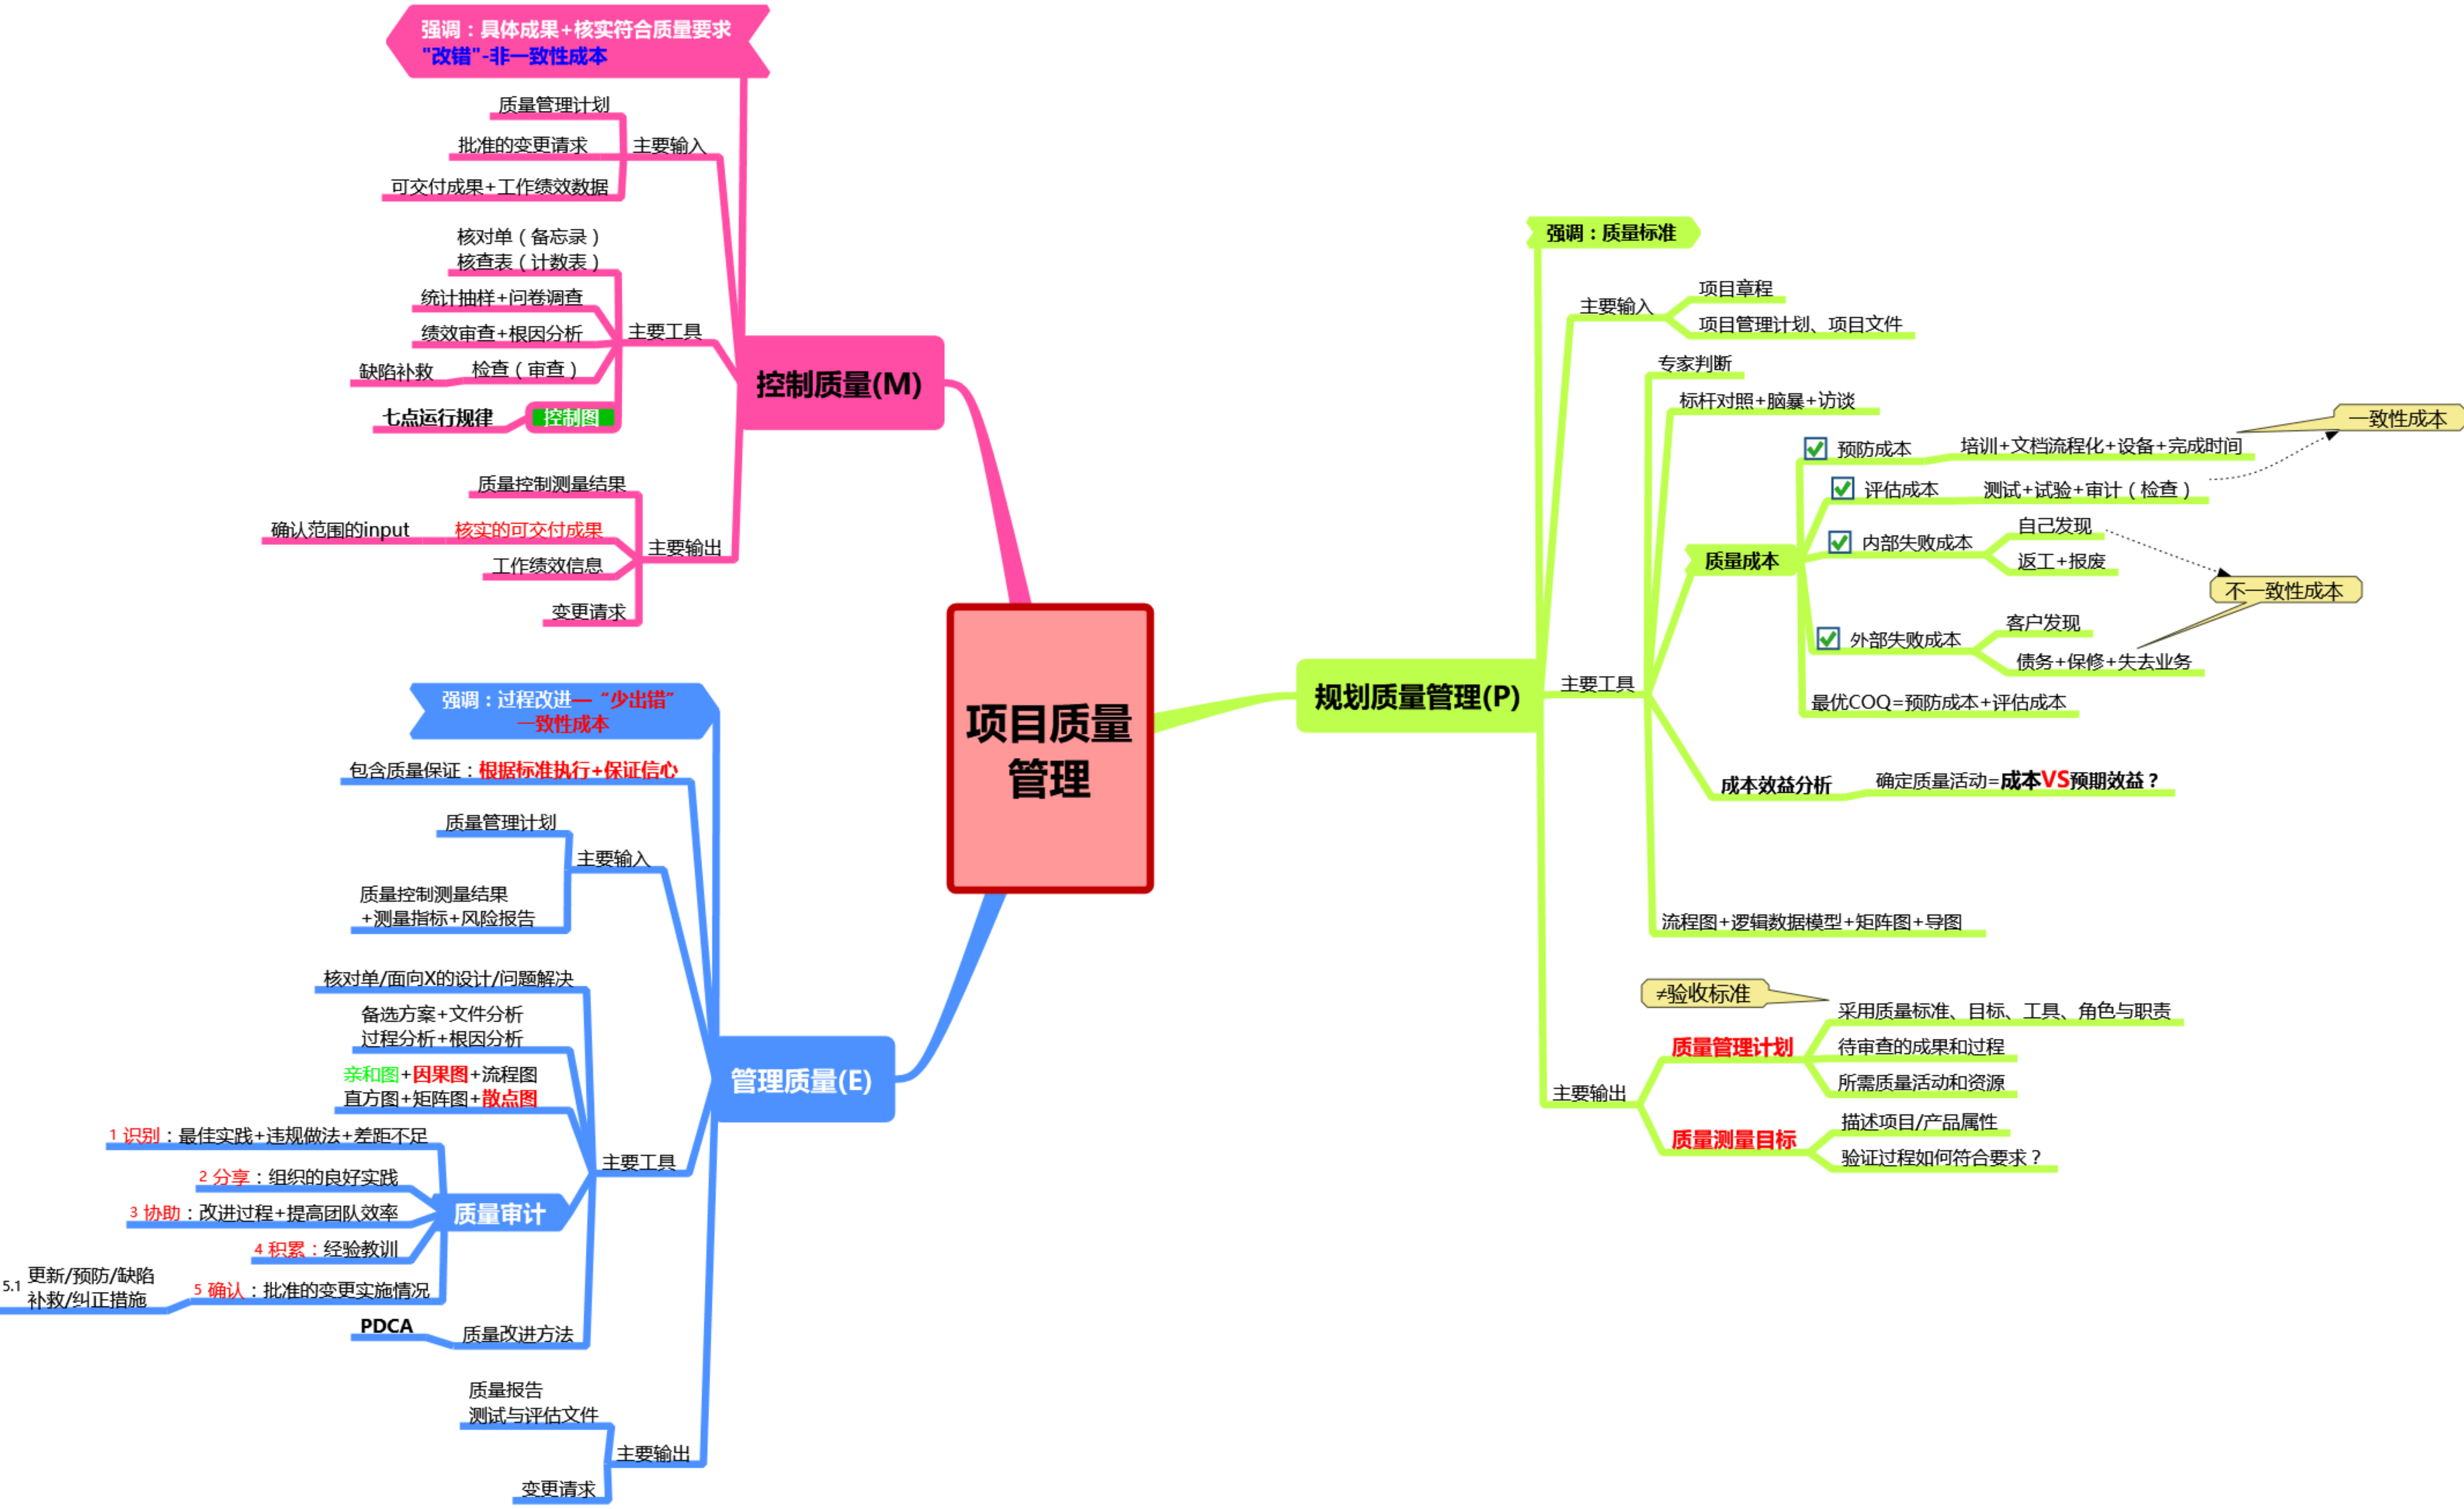 项目质量
管理
规划质量管理(P)
强调：质量标准
主要输入
项目章程
项目管理计划、项目文件
主要工具
专家判断
标杆对照+脑暴+访谈
质量成本
预防成本
培训+文档流程化+设备+完成时间
一致性成本
评估成本
测试+试验+审计（检查）
内部失败成本
自己发现
返工+报废
不一致性成本
外部失败成本
客户发现
债务+保修+失去业务
最优COQ=预防成本+评估成本
成本效益分析
确定质量活动=成本VS预期效益？
流程图+逻辑数据模型+矩阵图+导图
主要输出
≠验收标准
质量管理计划
采用质量标准、目标、工具、角色与职责
待审查的成果和过程
所需质量活动和资源
质量测量目标
描述项目/产品属性
验证过程如何符合要求？
控制质量(M)
强调：具体成果+核实符合质量要求
"改错"-非一致性成本
主要输入
质量管理计划
批准的变更请求
可交付成果+工作绩效数据
主要工具
核对单（备忘录）
核查表（计数表）
统计抽样+问卷调查
绩效审查+根因分析
检查（审查）
缺陷补救
控制图
七点运行规律
主要输出
质量控制测量结果
核实的可交付成果
确认范围的input
工作绩效信息
变更请求
管理质量(E)
强调：过程改进—“少出错”
一致性成本
包含质量保证：根据标准执行+保证信心
主要输入
质量管理计划
质量控制测量结果
+测量指标+风险报告
主要工具
核对单/面向X的设计/问题解决
备选方案+文件分析
过程分析+根因分析
亲和图+因果图+流程图
直方图+矩阵图+散点图
质量审计
1 识别：最佳实践+违规做法+差距不足
2 分享：组织的良好实践
3 协助：改进过程+提高团队效率
4 积累：经验教训
5 确认：批准的变更实施情况
5.1 更新/预防/缺陷
补救/纠正措施
质量改进方法
PDCA
主要输出
质量报告
测试与评估文件
变更请求